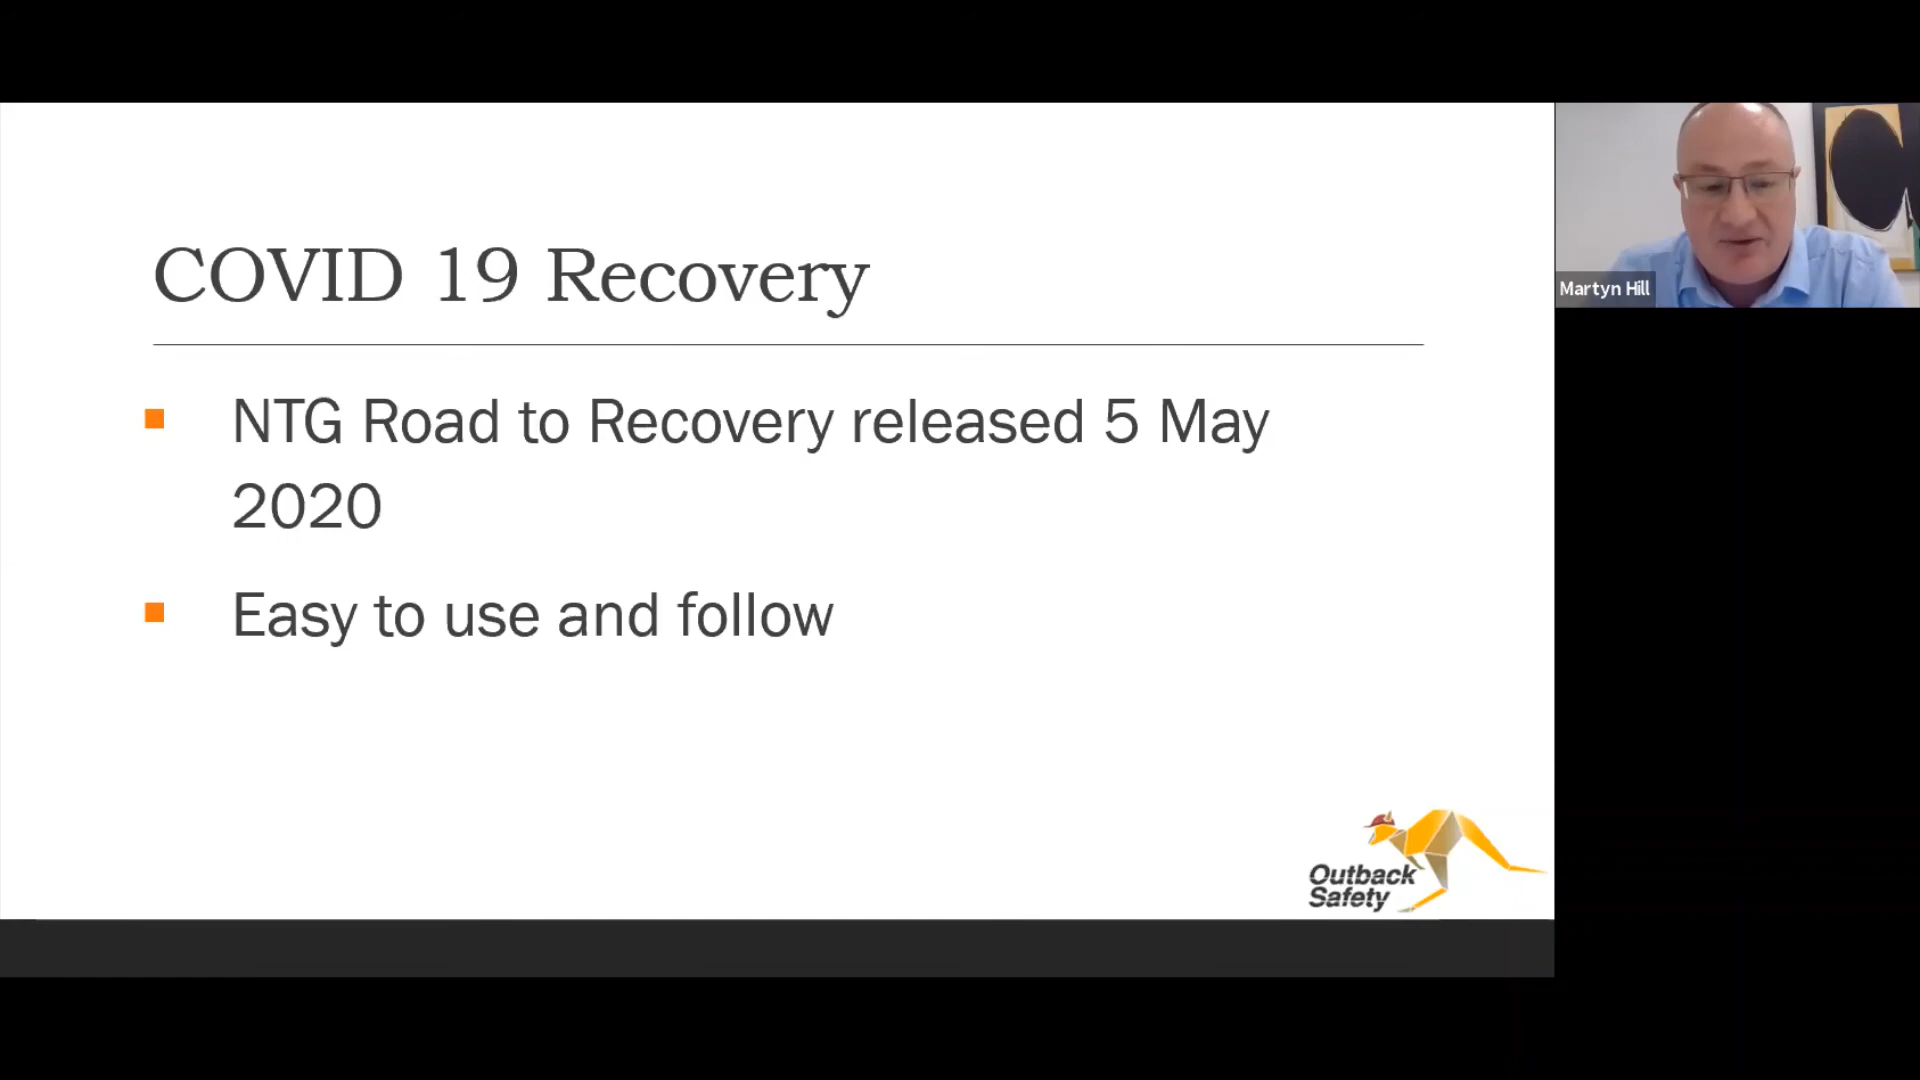 COVID 19 Recovery
NTG Road to Recovery released 5 May
2020
Easy to use and follow
Outback
Safety
Martyn Hill